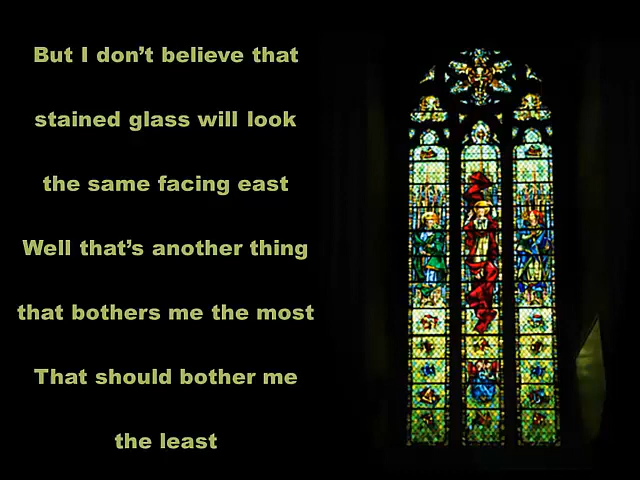 But I don't believe that
stained glass will look
the same facing east
Well that's another thing
that bothers me the most
That should bother me
the least